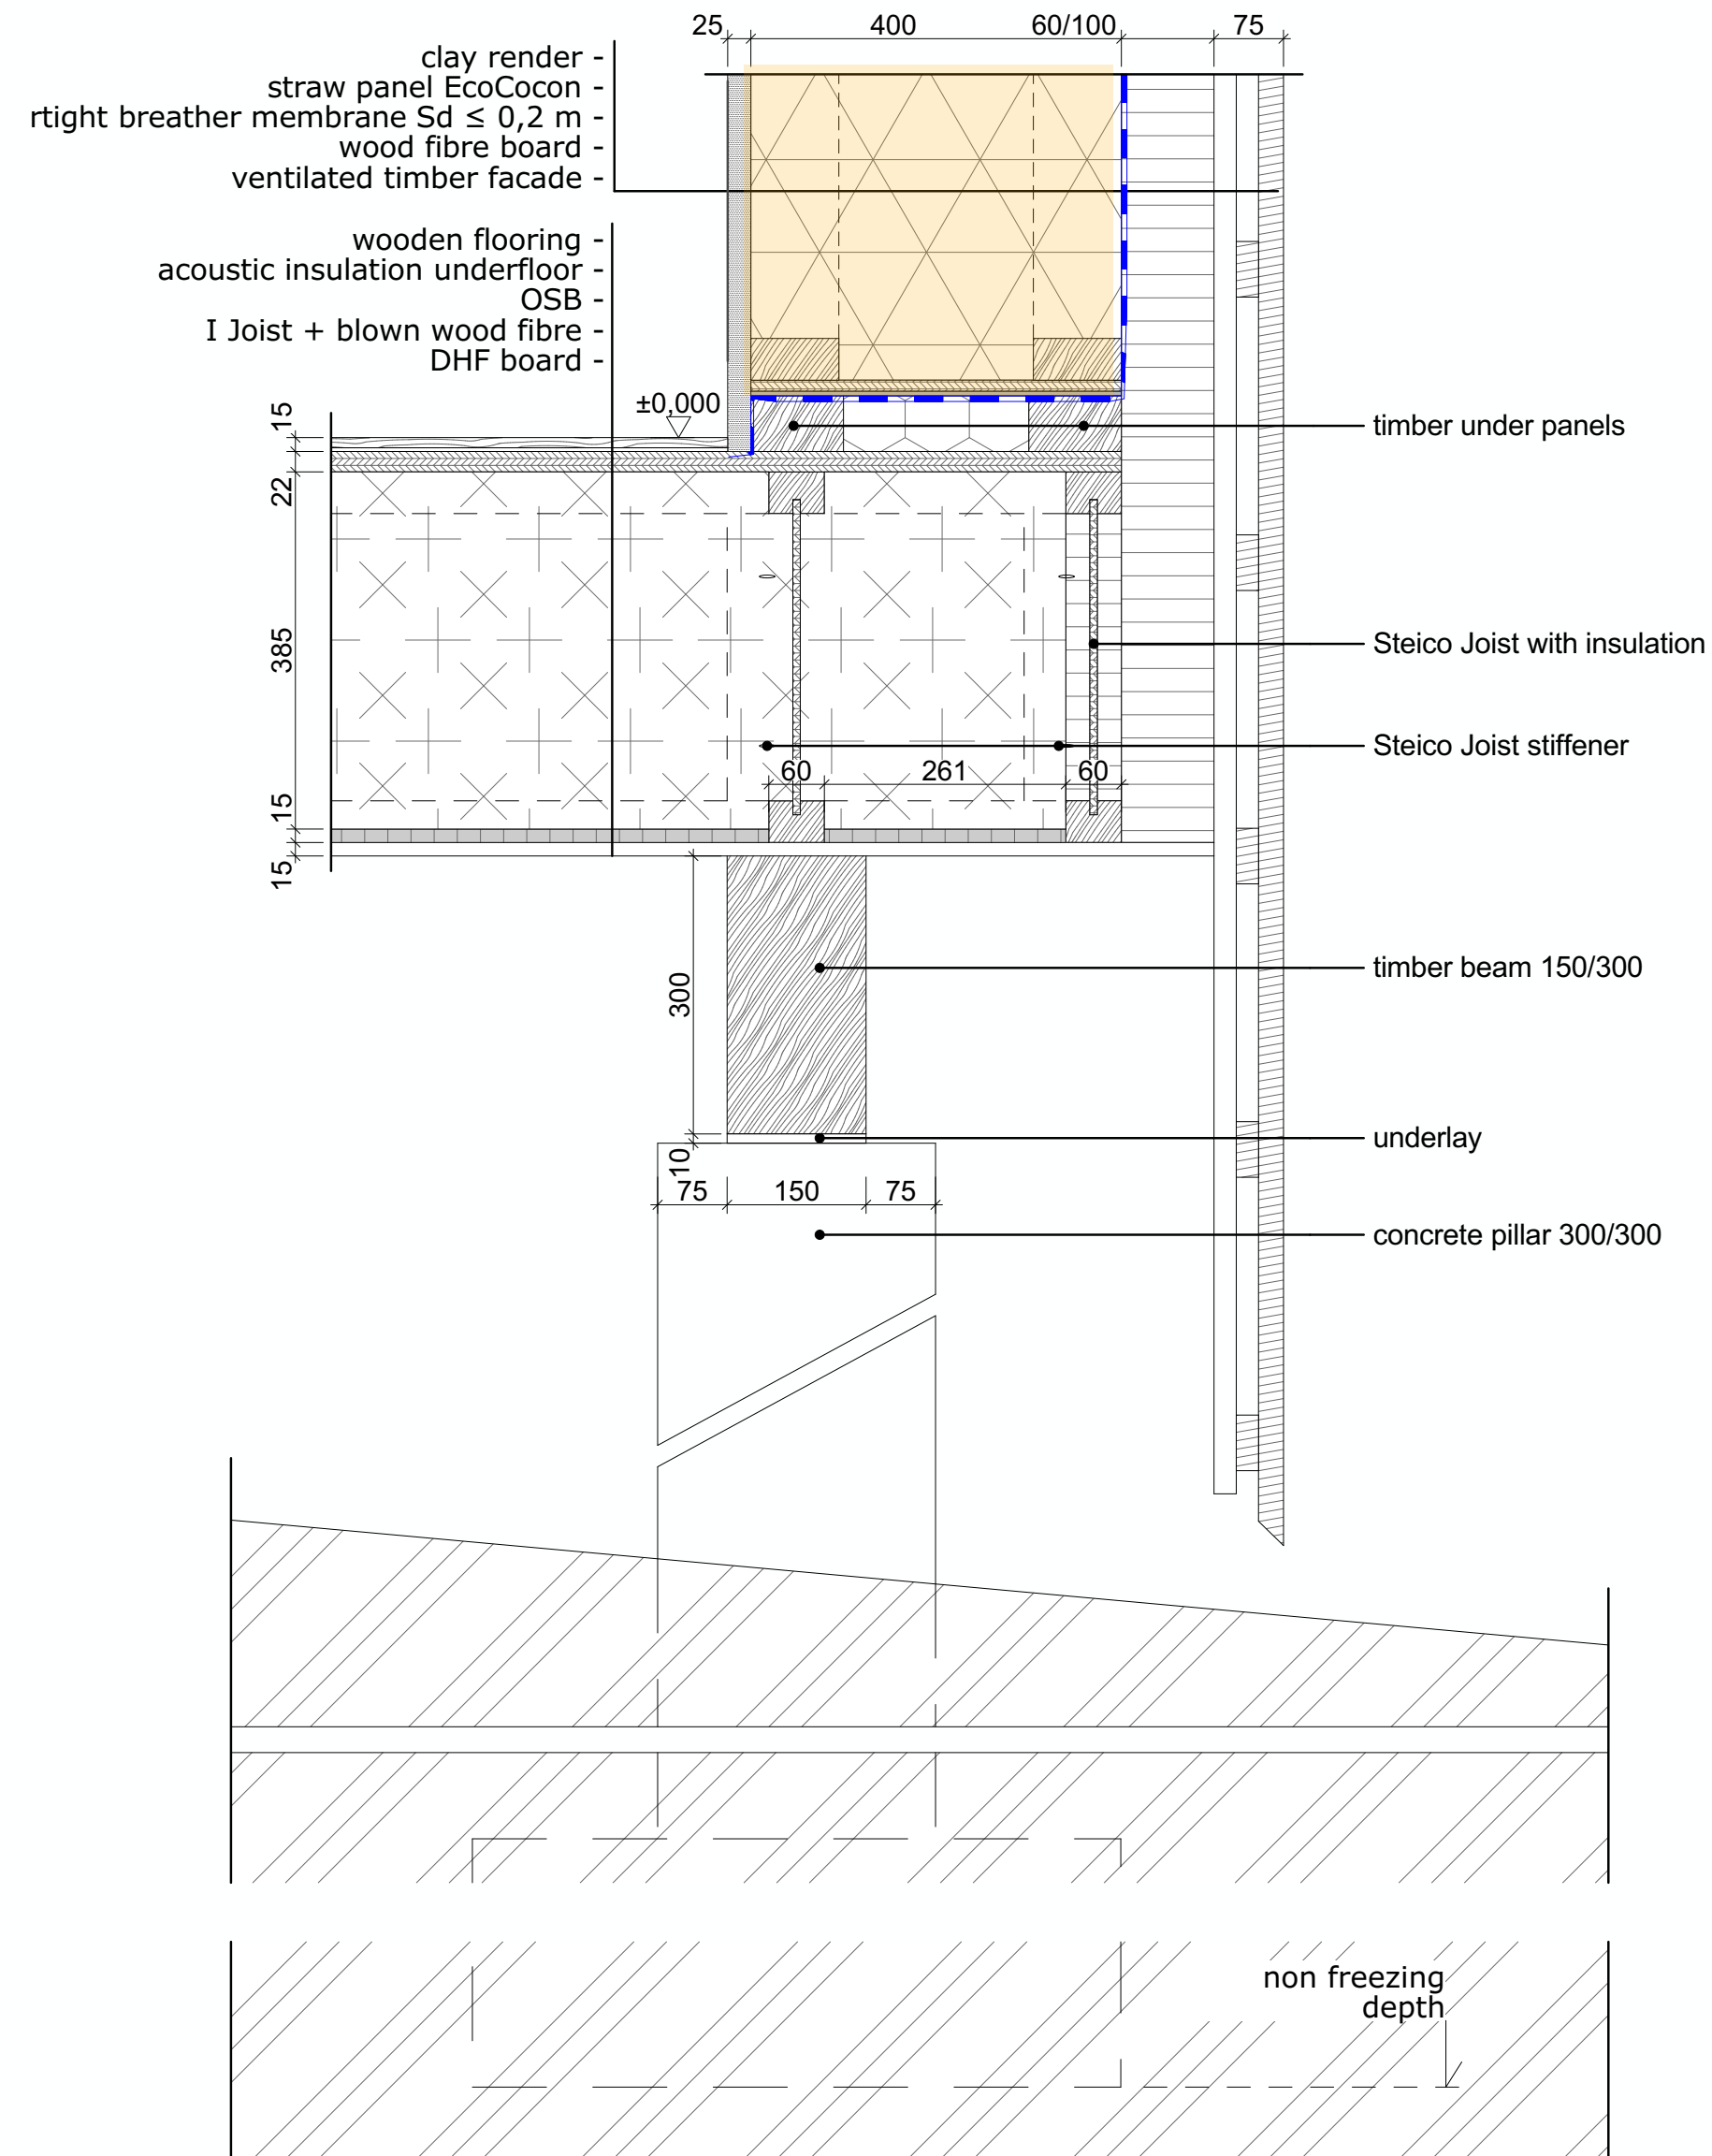 25 400 60/100 75
clay render -
straw panel EcoCocon -
rtight breather membrane Sd ≤ 0,2 m -
wood fibre board -
ventilated timber facade -
wooden flooring -
acoustic insulation underfloor -
OSB -
I Joist + blown wood fibre -
DHF board -
±0,000
15
timber under panels
22
385
Steico Joist with insulation
Steico Joist stiffener
60 261 60
15
15
300
timber beam 150/300
underlay
10
75 150 75
concrete pillar 300/300
non freezing
depth